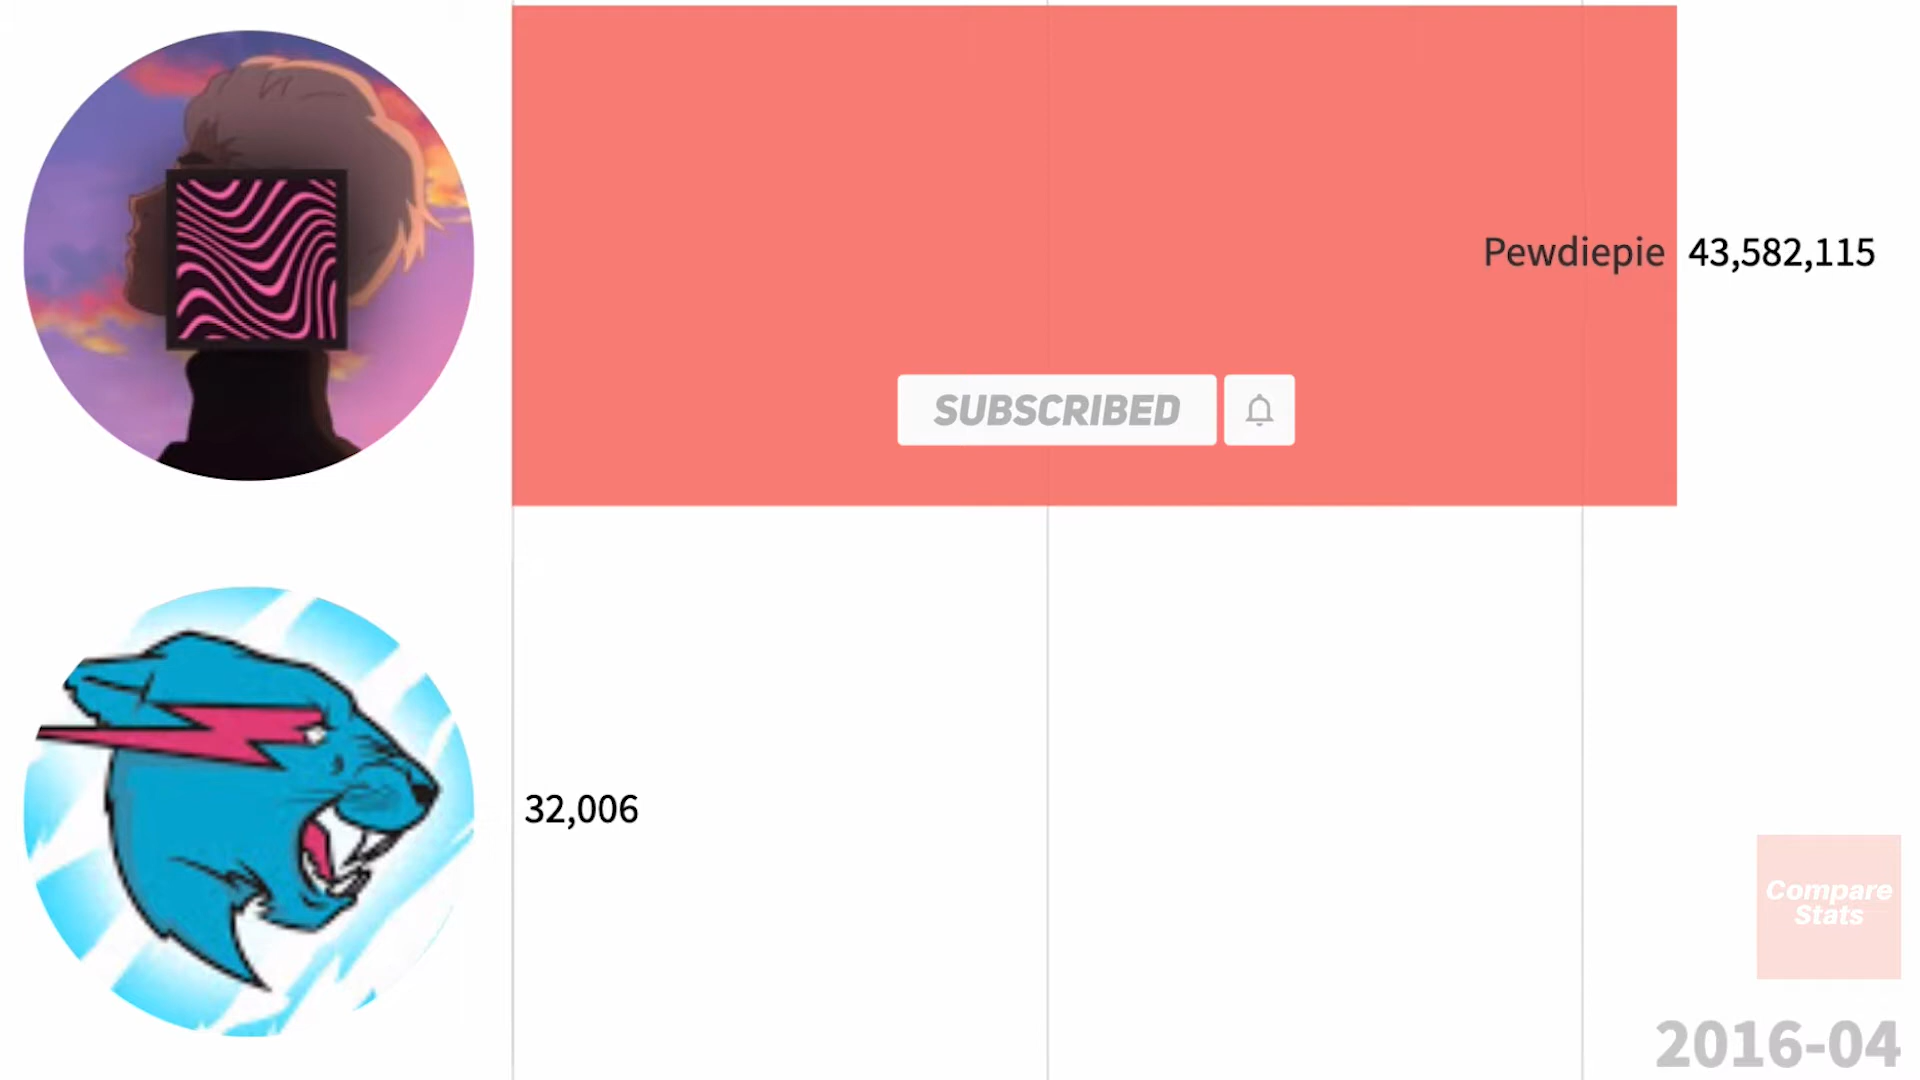 Pewdiepie 43,582,115
SUBSCRIBED
32,006
Compare
Stats
2016-04